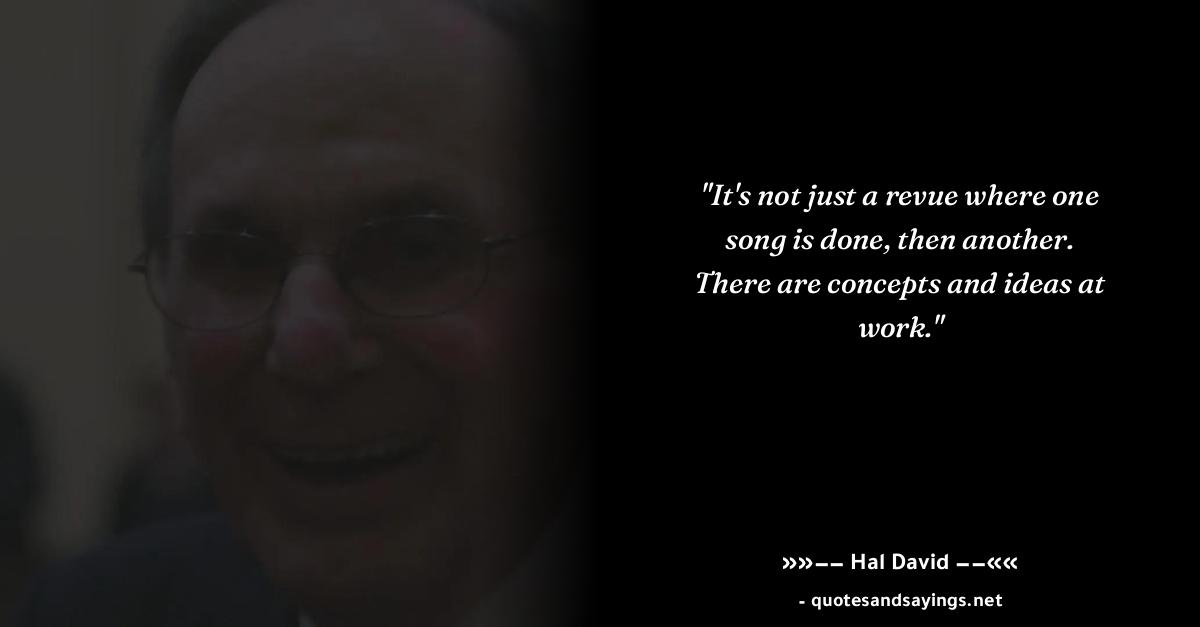 "It's not just a revue where one
song is done, then another.
There are concepts and ideas at
work."
»»–– Hal David ––««
- quotesandsayings.net